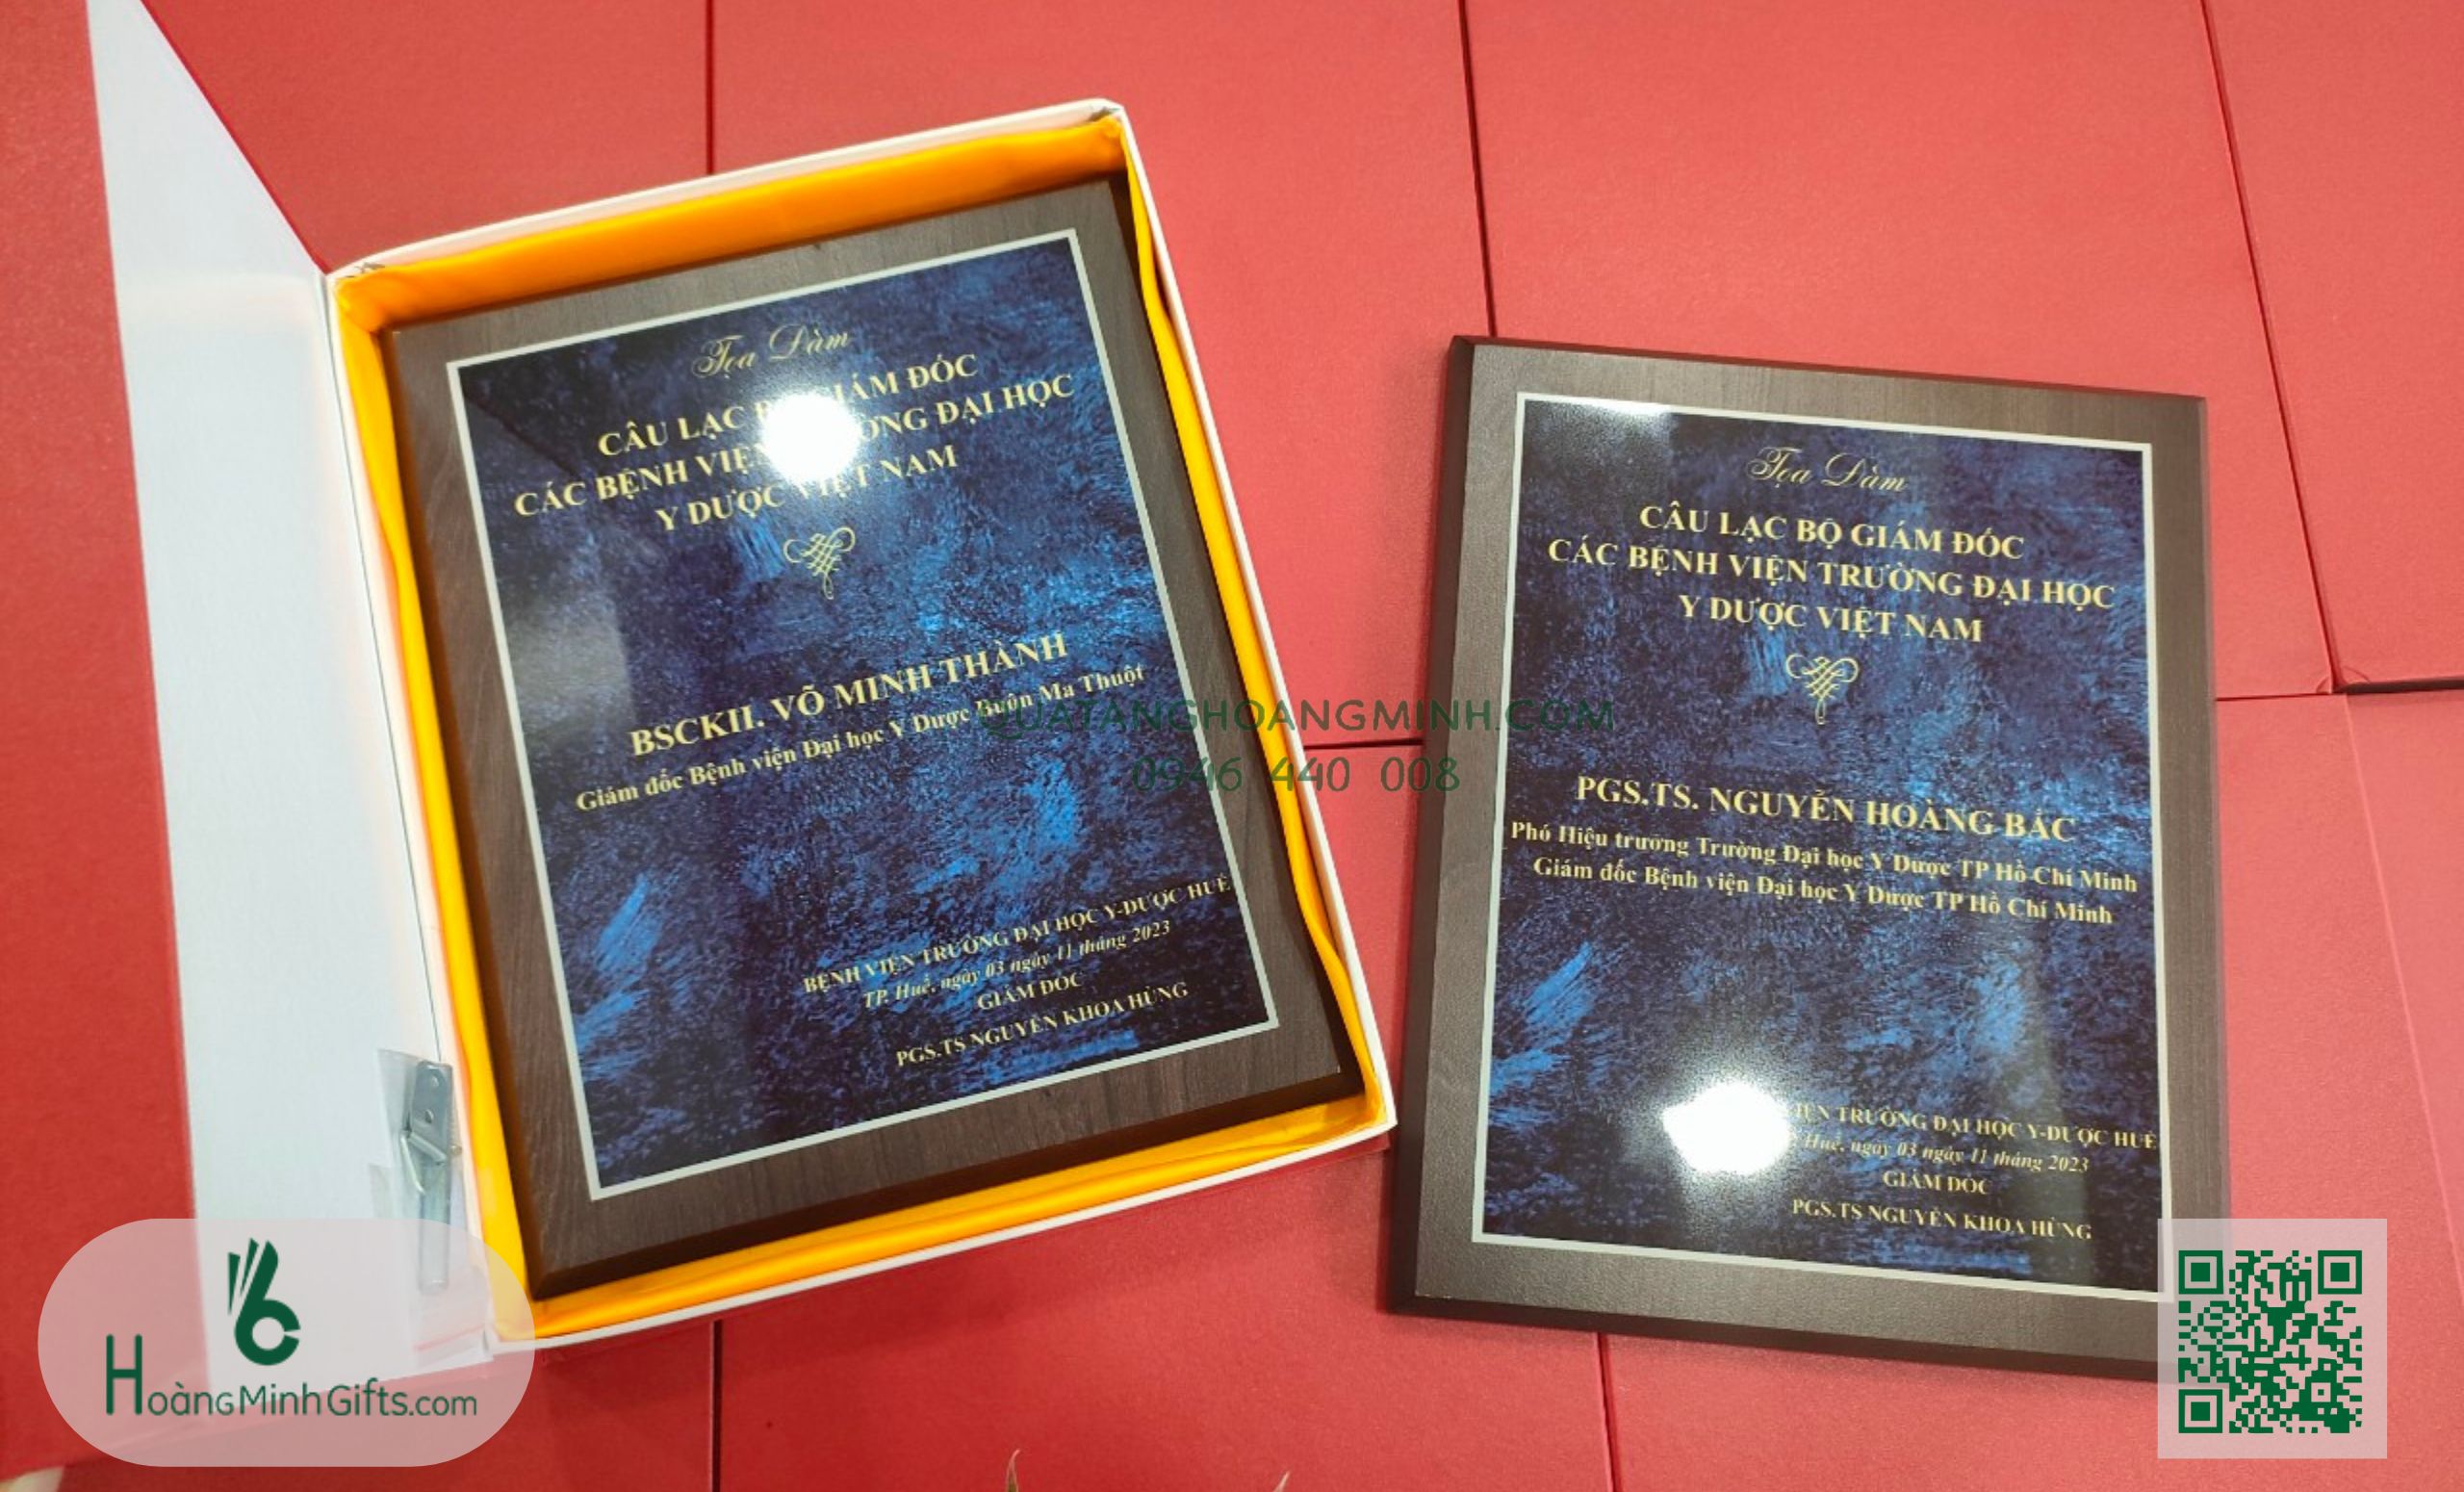 Tọa Đàm
CÂU LẠC GIÁM ĐỐC
CÁC BỆNH VIỆN ĐẠI HỌC
Y DƯỢC VIỆT NAM
BSCKII. VÕ MINH THÀNH
Giám đốc Bệnh viện Đại học Y Dược Buôn Ma Thuột
BỆNH VIỆN TRƯỜNG ĐẠI HỌC Y-DƯỢC HUẾ
TP. Huế, ngày 03 ngày 11 tháng 2023
GIÁM ĐỐC
PGS.TS NGUYỄN KHOA HÙNG
Tọa Đàm
CÂU LẠC BỘ GIÁM ĐỐC
CÁC BỆNH VIỆN TRƯỜNG ĐẠI HỌC
Y DƯỢC VIỆT NAM
PGS.TS. NGUYỄN HOÀNG BẮC
Phó Hiệu trưởng Trường Đại học Y Dược TP Hồ Chí Minh
Giám đốc Bệnh viện Đại học Y Dược TP Hồ Chí Minh
VIỆN TRƯỜNG ĐẠI HỌC Y-DƯỢC HUẾ
Huế, ngày 03 ngày 11 tháng 2023
GIÁM ĐỐC
PGS.TS NGUYỄN KHOA HÙNG
QUATANGHOANGMINH.COM
0946 440 008
HoàngMinhGifts.com